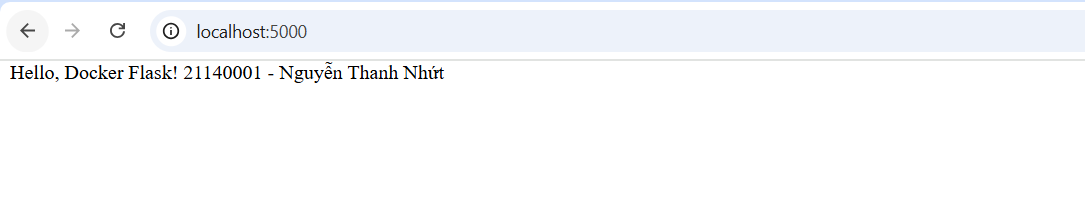 localhost:5000
Hello, Docker Flask! 21140001 - Nguyễn Thanh Nhứt